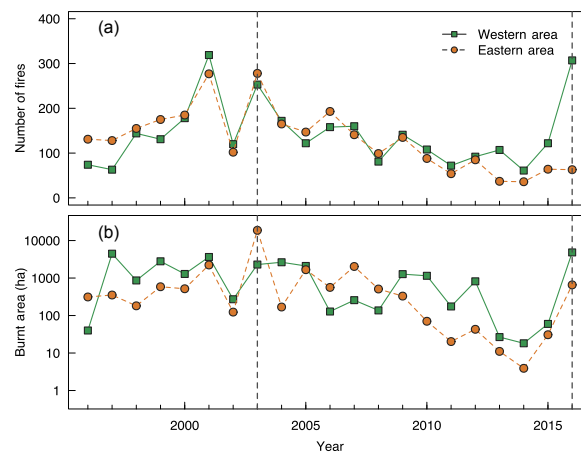 (a)
Western area
Eastern area
Number of fires
400
300
200
100
0
(b)
Burnt area (ha)
10000
1000
100
10
1
2000 2005 2010 2015
Year